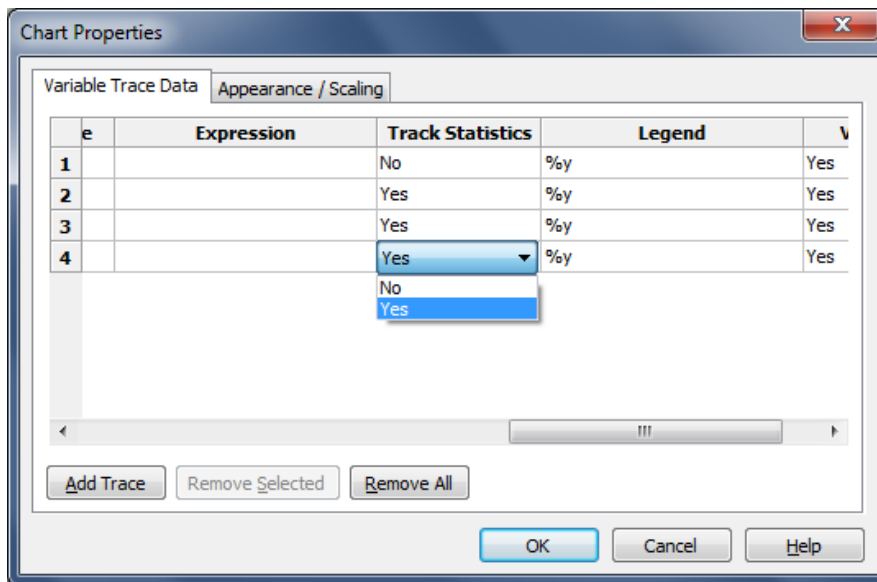 Chart Properties
Variable Trace Data Appearance / Scaling
e Expression Track Statistics Legend V
1 No %y Yes
2 Yes %y Yes
3 Yes %y Yes
4 Yes %y Yes
No
Yes
Add Trace Remove Selected Remove All
OK Cancel Help